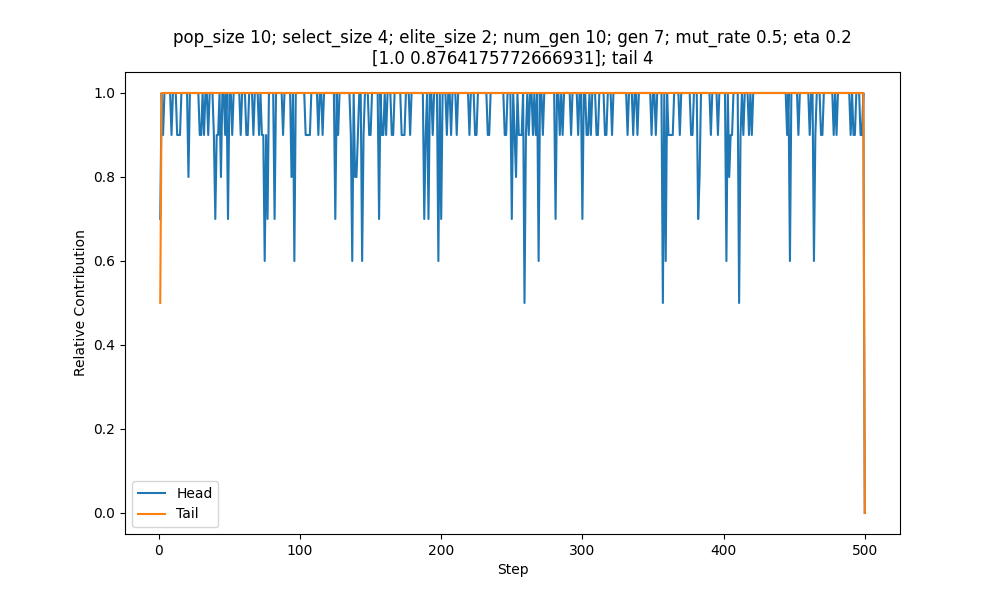 pop_size 10; select_size 4; elite_size 2; num_gen 10; gen 7; mut_rate 0.5; eta 0.2
[1.0 0.8764175772666931]; tail 4
1.0
0.8
0.6
0.4
0.2
0.0
Relative Contribution
Head
Tail
0
100
200
300
400
500
Step